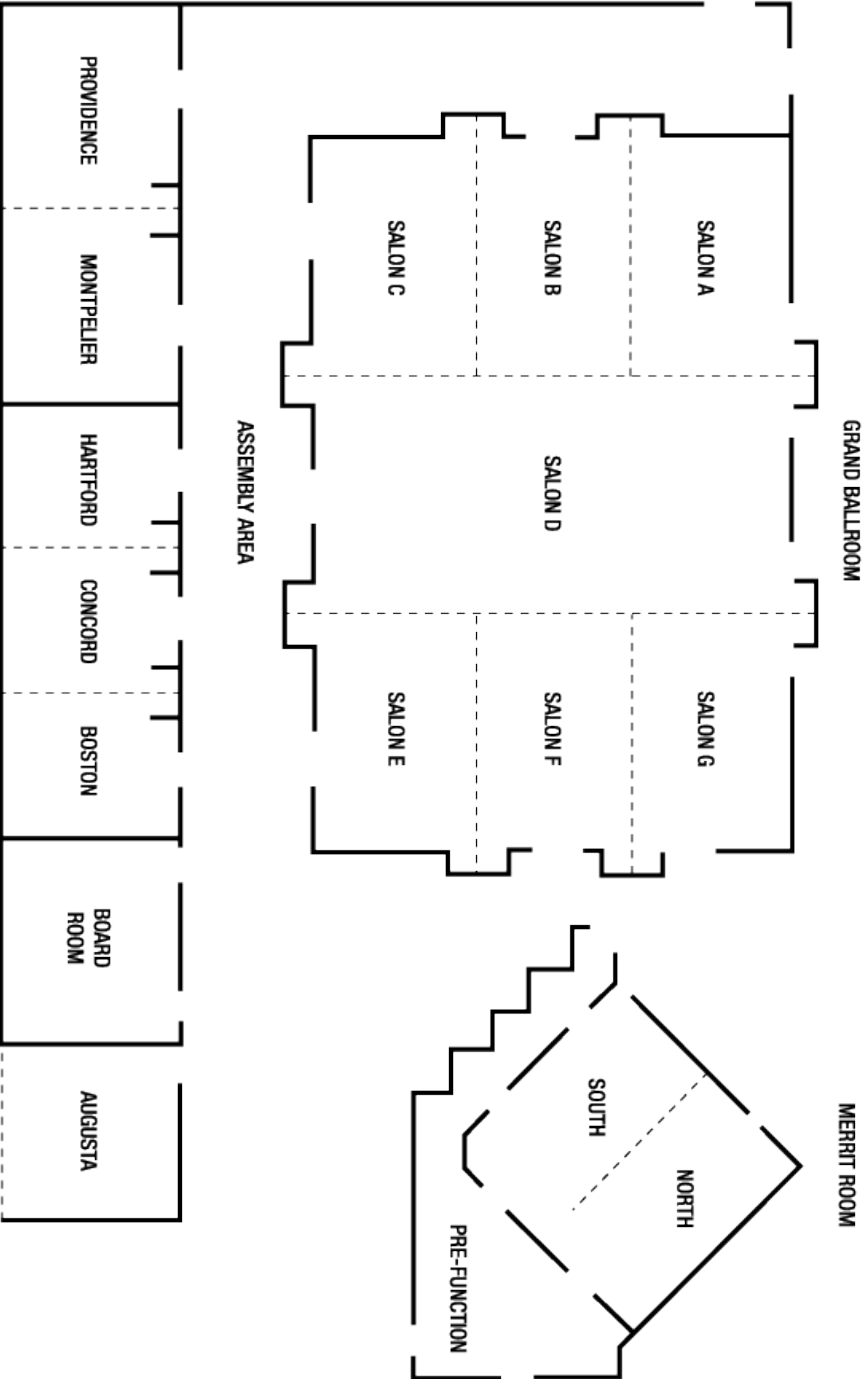 GRAND BALLROOM
MERRIT ROOM
SALON A
SALON G
NORTH
SOUTH
SALON B
SALON D
SALON F
PRE-FUNCTION
SALON C
SALON E
ASSEMBLY AREA
PROVIDENCE
MONTPELIER
HARTFORD
CONCORD
BOSTON
BOARD
ROOM
AUGUSTA